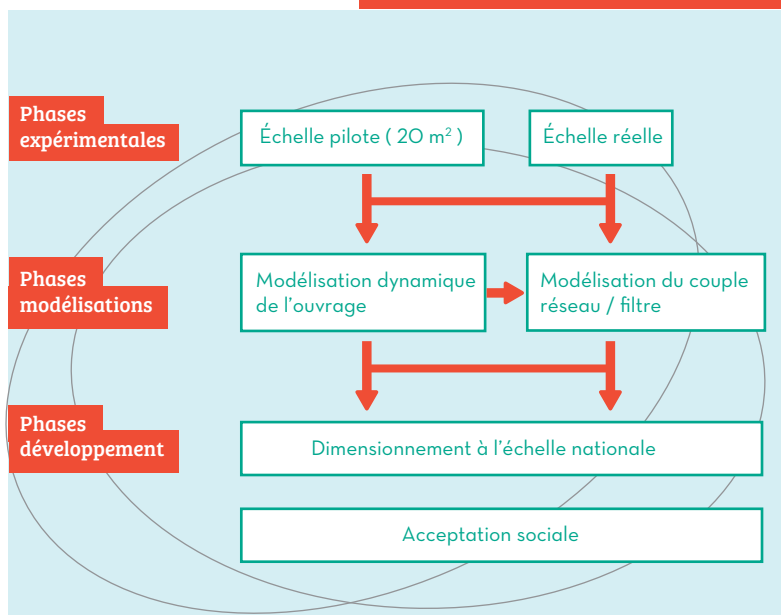 Phases
expérimentales
Échelle pilote ( 20 m²)
Échelle réelle
Phases
modélisations
Modélisation dynamique
de l'ouvrage
Modélisation du couple
réseau / filtre
Phases
développement
Dimensionnement à l'échelle nationale
Acceptation sociale